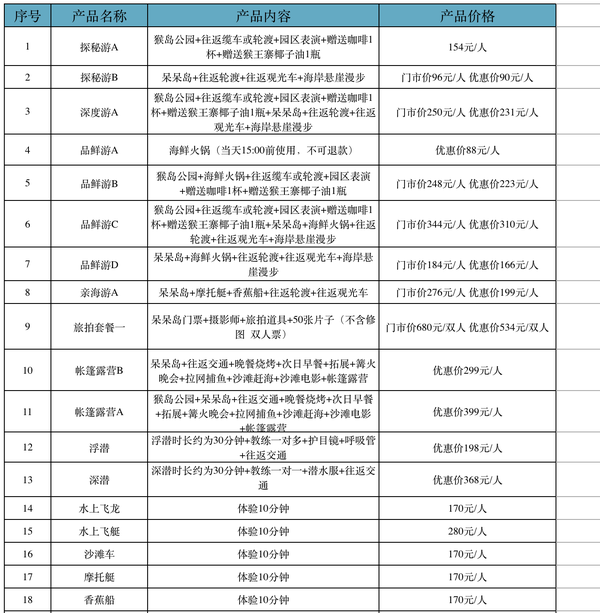 序号 产品名称 产品内容 产品价格
1 探秘游A 猴岛公园+往返缆车或轮渡+园区表演+赠送咖啡1
杯+赠送猴王寨椰子油1瓶 154元/人
2 探秘游B 呆呆岛+往返轮渡+往返观光车+海岸悬崖漫步 门市价96元/人 优惠价90元/人
3 深度游A 猴岛公园+往返缆车或轮渡+园区表演+赠送咖啡1
杯+赠送猴王寨椰子油1瓶+呆呆岛+往返轮渡+往返
观光车+海岸悬崖漫步 门市价250元/人 优惠价231元/人
4 品鲜游A 海鲜火锅（当天15:00前使用，不可退款） 优惠价88元/人
5 品鲜游B 猴岛公园+海鲜火锅+往返缆车或轮渡+园区表演
+赠送咖啡1杯+赠送猴王寨椰子油1瓶 门市价248元/人 优惠价223元/人
6 品鲜游C 猴岛公园+往返缆车或轮渡+园区表演+赠送咖啡1
杯+赠送猴王寨椰子油1瓶+呆呆岛+海鲜火锅+往返
轮渡+往返观光车+海岸悬崖漫步 门市价344元/人 优惠价310元/人
7 品鲜游D 呆呆岛+海鲜火锅+往返轮渡+往返观光车+海岸悬
崖漫步 门市价184元/人 优惠价166元/人
8 亲海游A 呆呆岛+摩托艇+香蕉船+往返轮渡+往返观光车 门市价276元/人 优惠价199元/人
9 旅拍套餐一 呆呆岛门票+摄影师+旅拍道具+50张片子（不含修
图 双人票） 门市价680元/双人 优惠价534元/双人
10 帐篷露营B 呆呆岛+往返交通+晚餐烧烤+次日早餐+拓展+篝火
晚会+拉网捕鱼+沙滩赶海+沙滩电影+帐篷露营 优惠价299元/人
11 帐篷露营A 猴岛公园+呆呆岛+往返交通+晚餐烧烤+次日早餐
+拓展+篝火晚会+拉网捕鱼+沙滩赶海+沙滩电影
+帐篷露营 优惠价399元/人
12 浮潜 浮潜时长约为30分钟+教练一对多+护目镜+呼吸管
+往返交通 优惠价198元/人
13 深潜 深潜时长约为30分钟+教练一对一+潜水服+往返交
通 优惠价368元/人
14 水上飞龙 体验10分钟 170元/人
15 水上飞艇 体验10分钟 280元/人
16 沙滩车 体验10分钟 170元/人
17 摩托艇 体验10分钟 170元/人
18 香蕉船 体验10分钟 170元/人